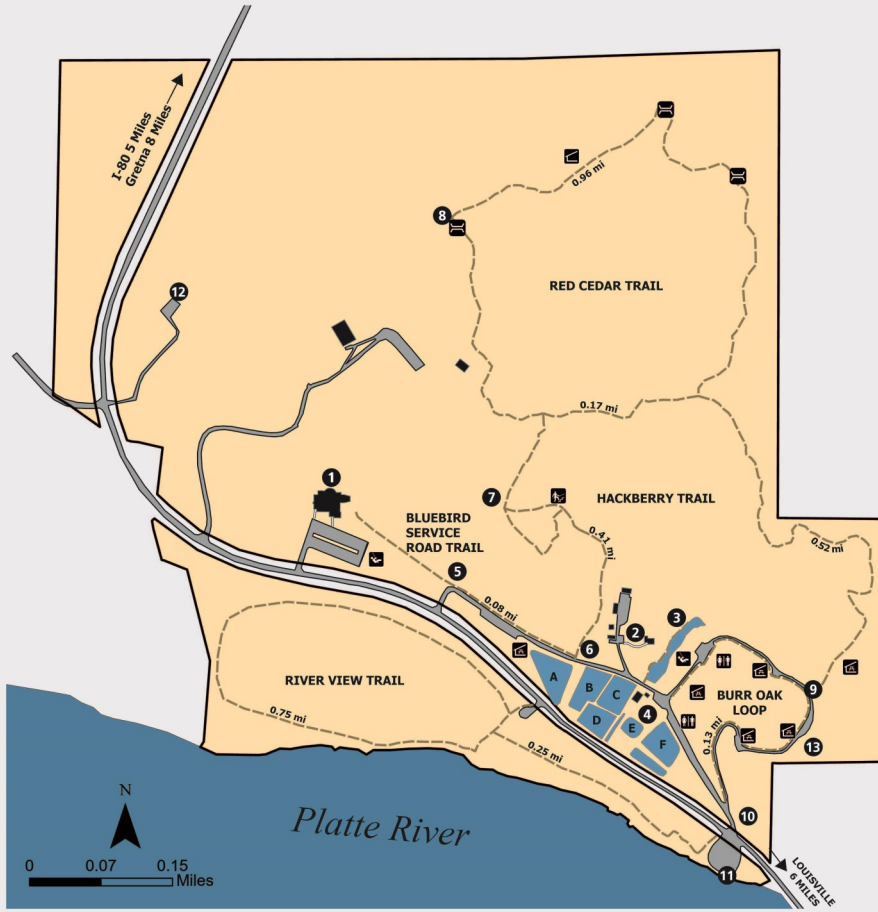 I-80 5 Miles
Gretna 8 Miles
0.96 mi
8
RED CEDAR TRAIL
12
0.17 mi
1
7
HACKBERRY TRAIL
BLUEBIRD
SERVICE
ROAD TRAIL
0.41 mi
0.52 mi
5
0.08 mi
3
2
6
RIVER VIEW TRAIL
A
B
C
D
E
F
4
BURR OAK
LOOP
9
0.75 mi
0.25 mi
0.13 mi
13
10
N
Platte River
11
LOUISVILLE
6 MILES
0 0.07 0.15
Miles